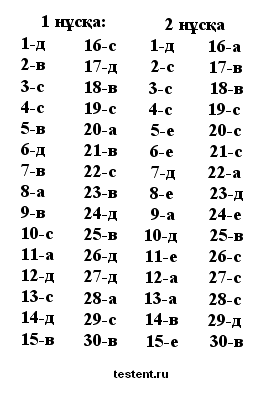 1 нұсқа: 2 нұсқа
1-д 16-с 1-д 16-а
2-в 17-д 2-с 17-в
3-с 18-в 3-с 18-в
4-с 19-с 4-с 19-с
5-в 20-а 5-е 20-с
6-д 21-в 6-е 21-с
7-в 22-с 7-д 22-а
8-а 23-в 8-е 23-д
9-в 24-д 9-а 24-е
10-с 25-в 10-д 25-в
11-а 26-д 11-е 26-с
12-д 27-д 12-а 27-с
13-с 28-а 13-а 28-с
14-д 29-с 14-в 29-д
15-в 30-в 15-е 30-в
testent.ru